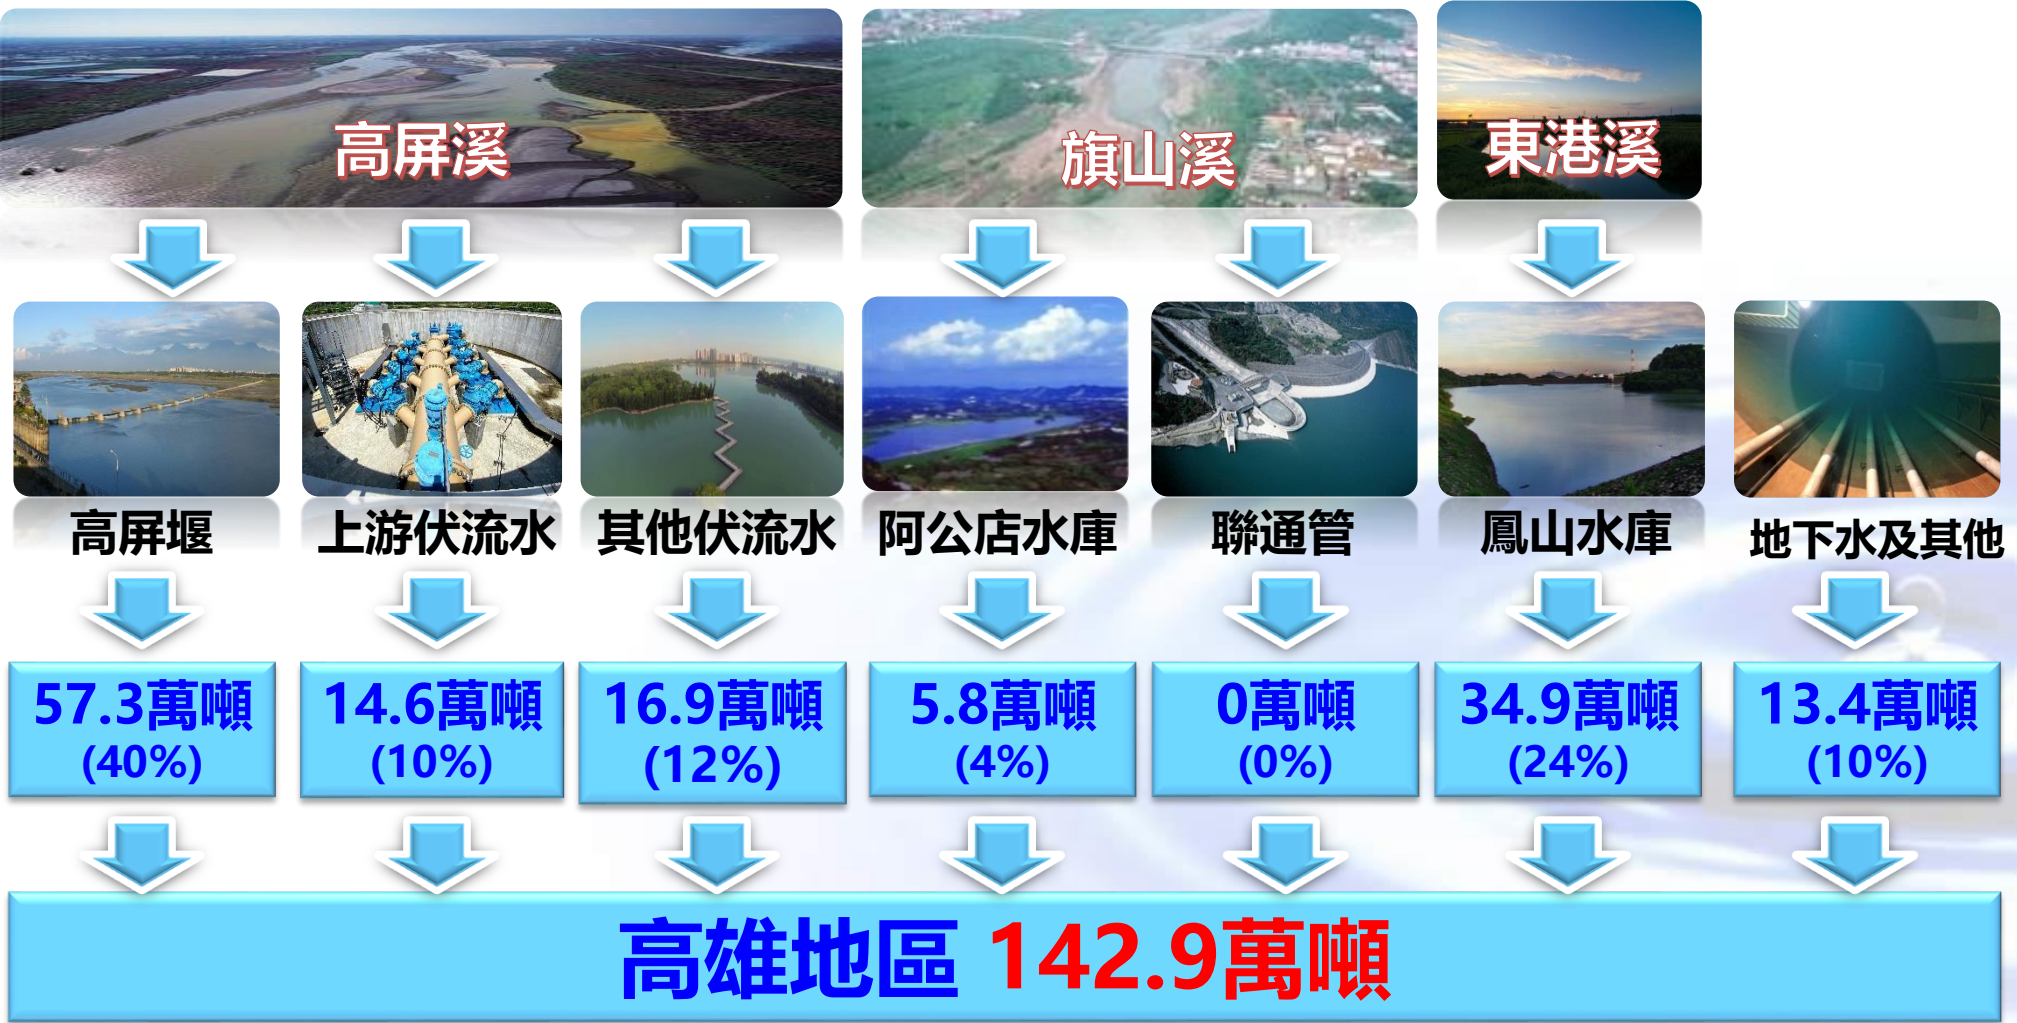 高屏溪
旗山溪
東港溪
高屏堰
上游伏流水
其他伏流水
阿公店水庫
聯通管
鳳山水庫
地下水及其他
57.3萬噸
(40%)
14.6萬噸
(10%)
16.9萬噸
(12%)
5.8萬噸
(4%)
0萬噸
(0%)
34.9萬噸
(24%)
13.4萬噸
(10%)
高雄地區 142.9萬噸